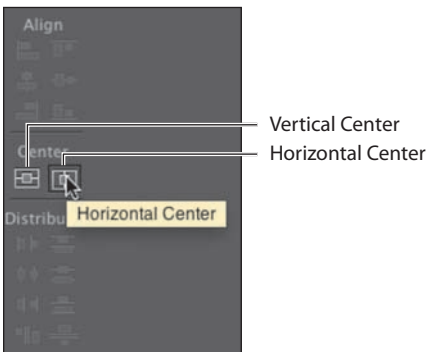 Align
Vertical Center
Center
Horizontal Center
Horizontal Center
Distribu